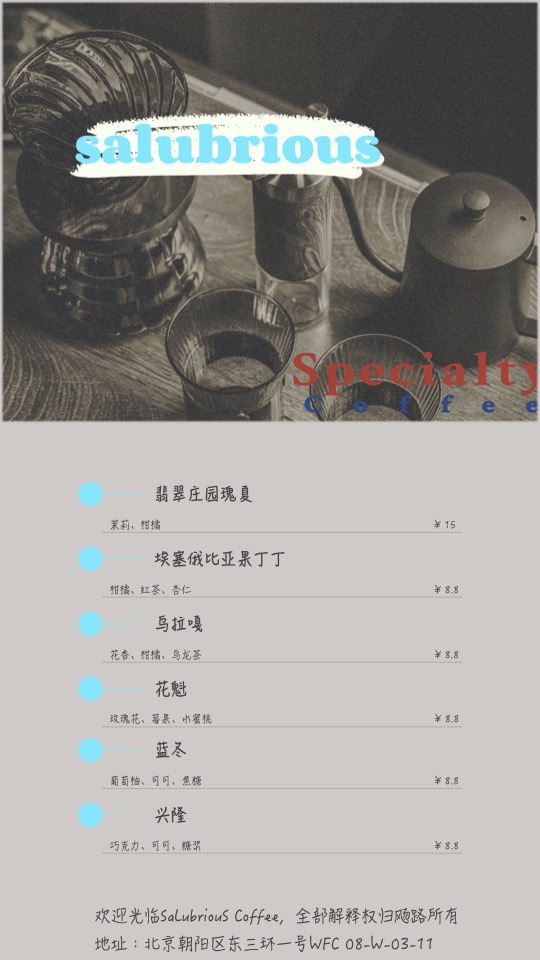 salubrious
Specialty
Coffee
翡翠庄园瑰夏
茉莉、柑橘 ¥ 15
埃塞俄比亚果丁丁
柑橘、红茶、杏仁 ¥ 8.8
乌拉嘎
花香、柑橘、乌龙茶 ¥ 8.8
花魁
玫瑰花、莓果、水蜜桃 ¥ 8.8
蓝冬
葡萄柚、可可、焦糖 ¥ 8.8
兴隆
巧克力、可可、糖浆 ¥ 8.8
欢迎光临SaLubriouS Coffee，全部解释权归飏路所有
地址：北京朝阳区东三环一号WFC 08-W-03-11